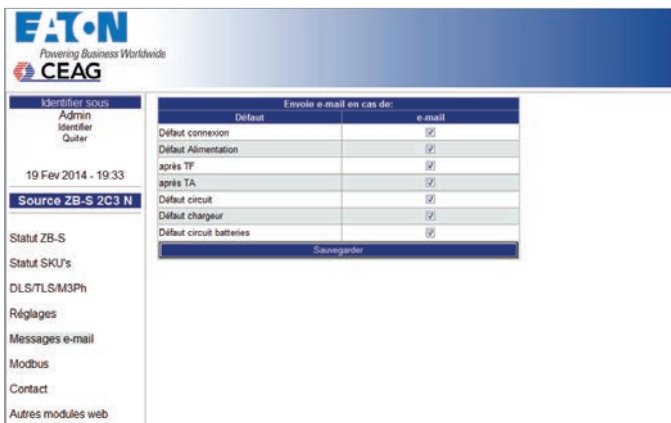 EATON
Powering Business Worldwide
CEAG
Identifier sous
Admin
Identifier
Quiter
19 Fev 2014 - 19:33
Source ZB-S 2C3 N
Statut ZB-S
Statut SKU's
DLS/TLS/M3Ph
Réglages
Messages e-mail
Modbus
Contact
Autres modules web
Envoie e-mail en cas de:
Défaut e-mail
Défaut connexion
Défaut Alimentation
après TF
après TA
Défaut circuit
Défaut chargeur
Défaut circuit batteries
Sauvegarder